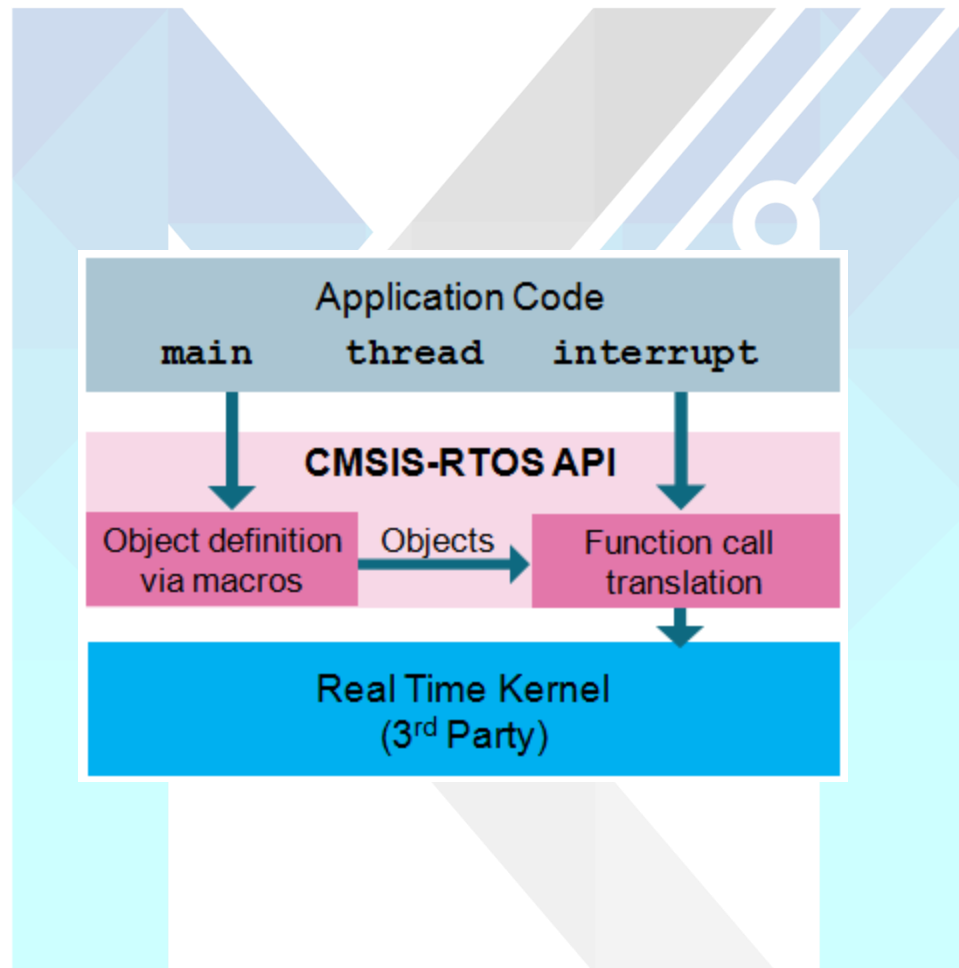 Application Code
main thread interrupt
CMSIS-RTOS API
Object definition
via macros
Objects
Function call
translation
Real Time Kernel
(3rd Party)